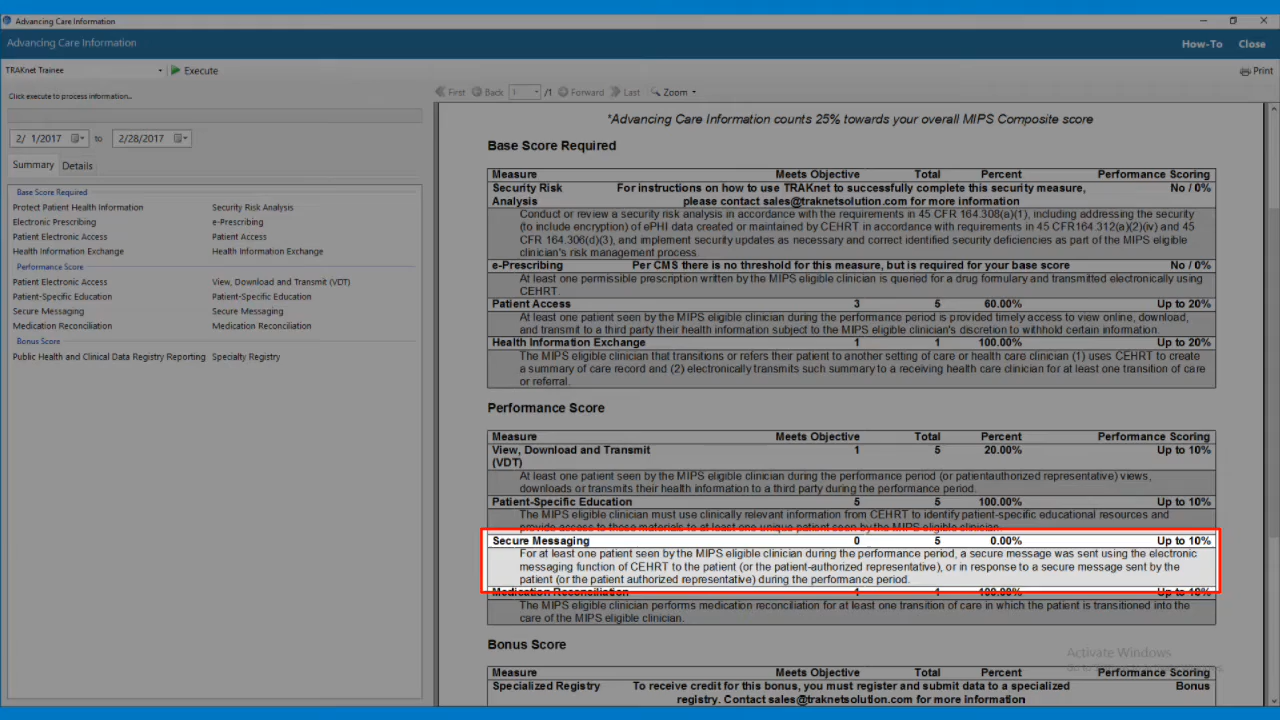 Advancing Care Information
Advancing Care Information
How-To Close
TRAKnet Trainee
Execute
Print
Click execute to process information...
2/ 1/2017 to 2/28/2017
Summary Details
Base Score Required
Protect Patient Health Information Security Risk Analysis
Electronic Prescribing e-Prescribing
Patient Electronic Access Patient Access
Health Information Exchange Health Information Exchange
Performance Score
Patient Electronic Access View, Download and Transmit (VDT)
Patient-Specific Education Patient-Specific Education
Secure Messaging Secure Messaging
Medication Reconciliation Medication Reconciliation
Bonus Score
Public Health and Clinical Data Registry Reporting Specialty Registry
First Back 1 /1 Forward Last Zoom
*Advancing Care Information counts 25% towards your overall MIPS Composite score
Base Score Required
Measure Meets Objective Total Percent Performance Scoring
Security Risk For instructions on how to use TRAKnet to successfully complete this security measure, No / 0%
Analysis please contact sales@traknetsolution.com for more information
Conduct or review a security risk analysis in accordance with the requirements in 45 CFR 164.308(a)(1), including addressing the security
(to include encryption) of ePHI data created or maintained by CEHRT in accordance with requirements in 45 CFR164.312(a)(2)(iv) and 45
CFR 164.306(d)(3), and implement security updates as necessary and correct identified security deficiencies as part of the MIPS eligible
clinician's risk management process.
e-Prescribing Per CMS there is no threshold for this measure, but is required for your base score No / 0%
At least one permissible prescription written by the MIPS eligible clinician is queried for a drug formulary and transmitted electronically using
CEHRT.
Patient Access 3 5 60.00% Up to 20%
At least one patient seen by the MIPS eligible clinician during the performance period is provided timely access to view online, download,
and transmit to a third party their health information subject to the MIPS eligible clinician's discretion to withhold certain information.
Health Information Exchange 1 1 100.00% Up to 20%
The MIPS eligible clinician that transitions or refers their patient to another setting of care or health care clinician (1) uses CEHRT to create
a summary of care record and (2) electronically transmits such summary to a receiving health care clinician for at least one transition of care
or referral.
Performance Score
Measure Meets Objective Total Percent Performance Scoring
View, Download and Transmit 1 5 20.00% Up to 10%
(VDT)
At least one patient seen by the MIPS eligible clinician during the performance period (or patientauthorized representative) views,
downloads or transmits their health information to a third party during the performance period.
Patient-Specific Education 5 5 100.00% Up to 10%
The MIPS eligible clinician must use clinically relevant information from CEHRT to identify patient-specific educational resources and
provide access to those materials to at least one unique patient seen by the MIPS eligible clinician.
Secure Messaging 0 5 0.00% Up to 10%
For at least one patient seen by the MIPS eligible clinician during the performance period, a secure message was sent using the electronic
messaging function of CEHRT to the patient (or the patient-authorized representative), or in response to a secure message sent by the
patient (or the patient authorized representative) during the performance period.
Medication Reconciliation 1 1 100.00% Up to 10%
The MIPS eligible clinician performs medication reconciliation for at least one transition of care in which the patient is transitioned into the
care of the MIPS eligible clinician.
Bonus Score
Activate Windows
Measure Meets Objective Total Percent Performance Scoring
Specialized Registry To receive credit for this bonus, you must register and submit data to a specialized Bonus
registry. Contact sales@traknetsolution.com for more information